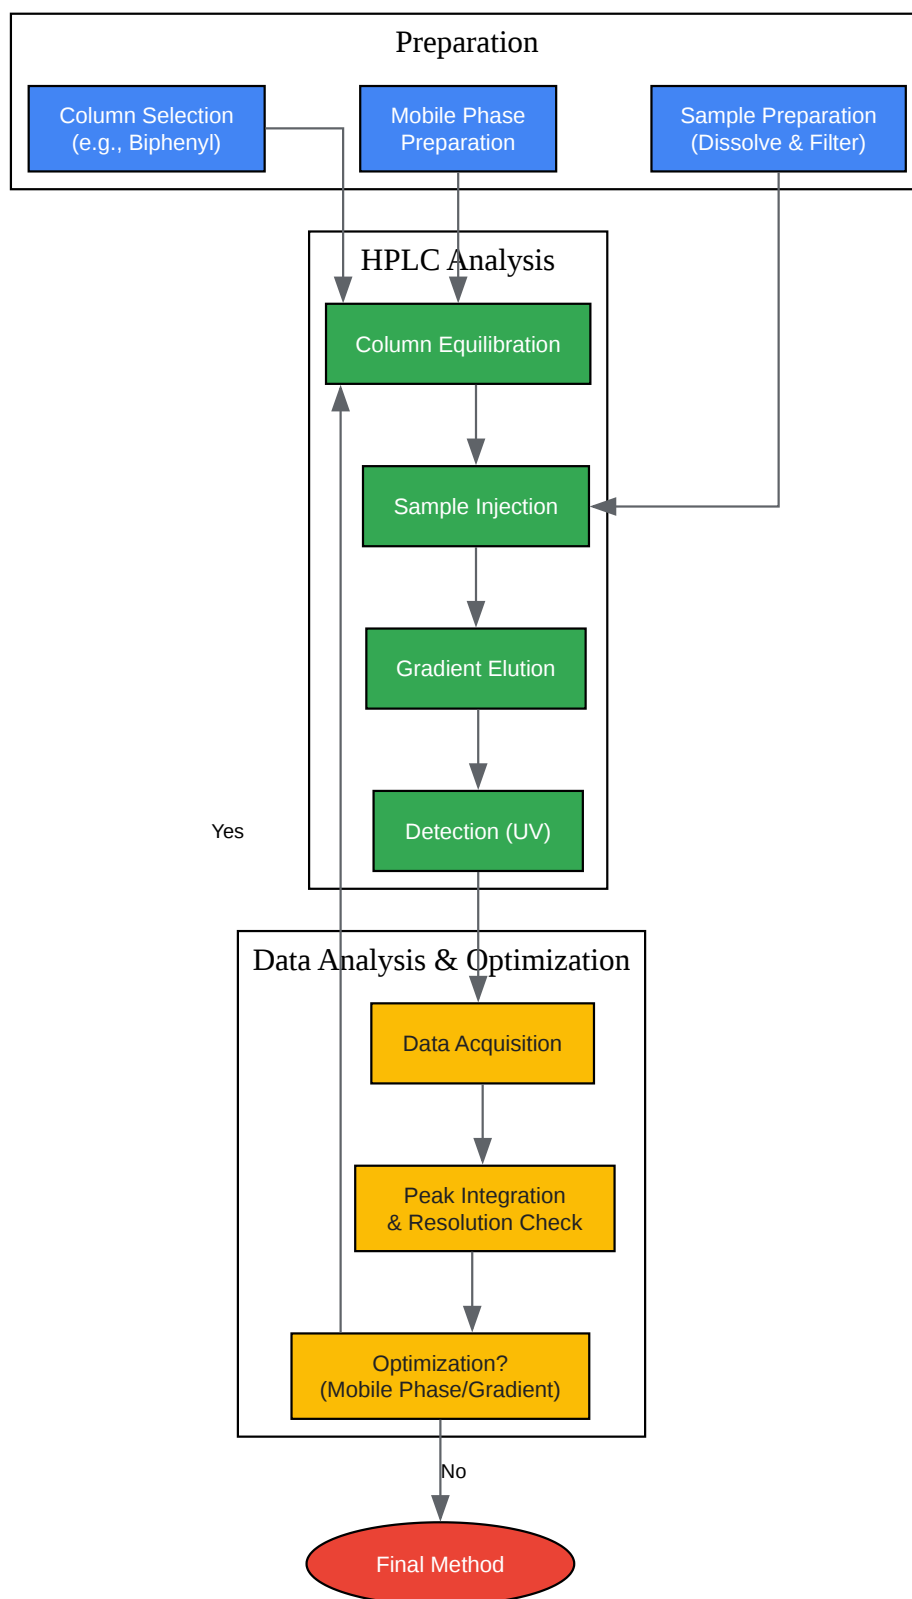 Preparation
Column Selection
(e.g., Biphenyl)
Mobile Phase
Preparation
Sample Preparation
(Dissolve & Filter)
HPLC Analysis
Column Equilibration
Sample Injection
Gradient Elution
Detection (UV)
Yes
Data Analysis & Optimization
Data Acquisition
Peak Integration
& Resolution Check
Optimization?
(Mobile Phase/Gradient)
No
Final Method